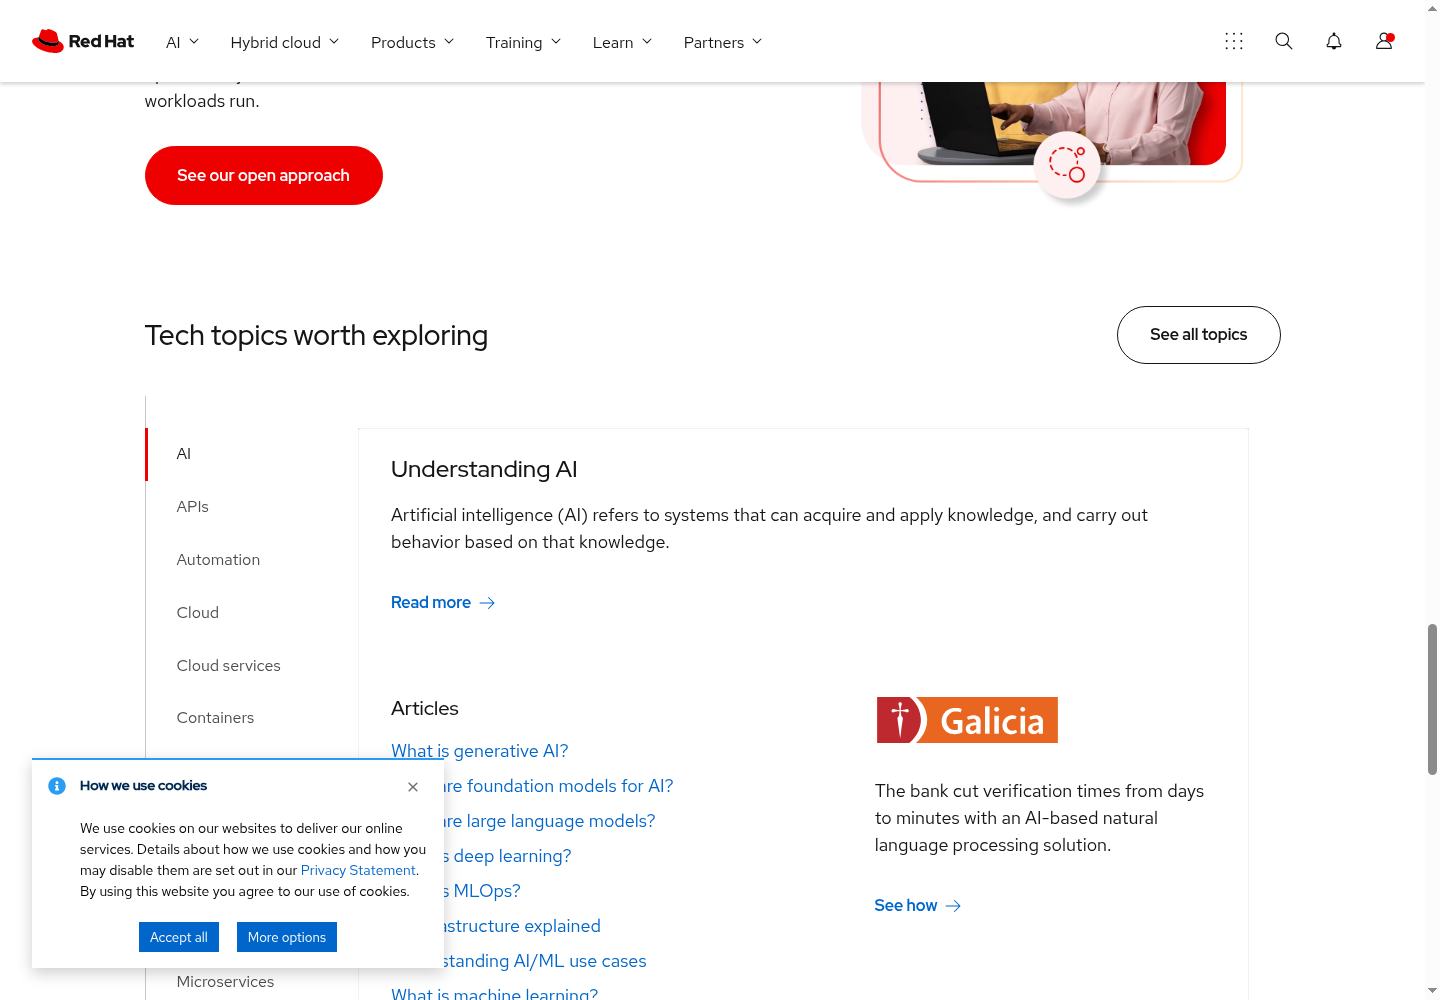 Red Hat
AI
Hybrid cloud
Products
Training
Learn
Partners
workloads run.
See our open approach
Tech topics worth exploring
See all topics
AI
APIs
Automation
Cloud
Cloud services
Containers
Microservices
Understanding AI
Artificial intelligence (AI) refers to systems that can acquire and apply knowledge, and carry out
behavior based on that knowledge.
Read more
Articles
What is generative AI?
are foundation models for AI?
are large language models?
deep learning?
MLOps?
explained
AI/ML use cases
What is machine learning?
Galicia
The bank cut verification times from days
to minutes with an AI-based natural
language processing solution.
See how
How we use cookies
We use cookies on our websites to deliver our online
services. Details about how we use cookies and how you
may disable them are set out in our Privacy Statement.
By using this website you agree to our use of cookies.
Accept all
More options